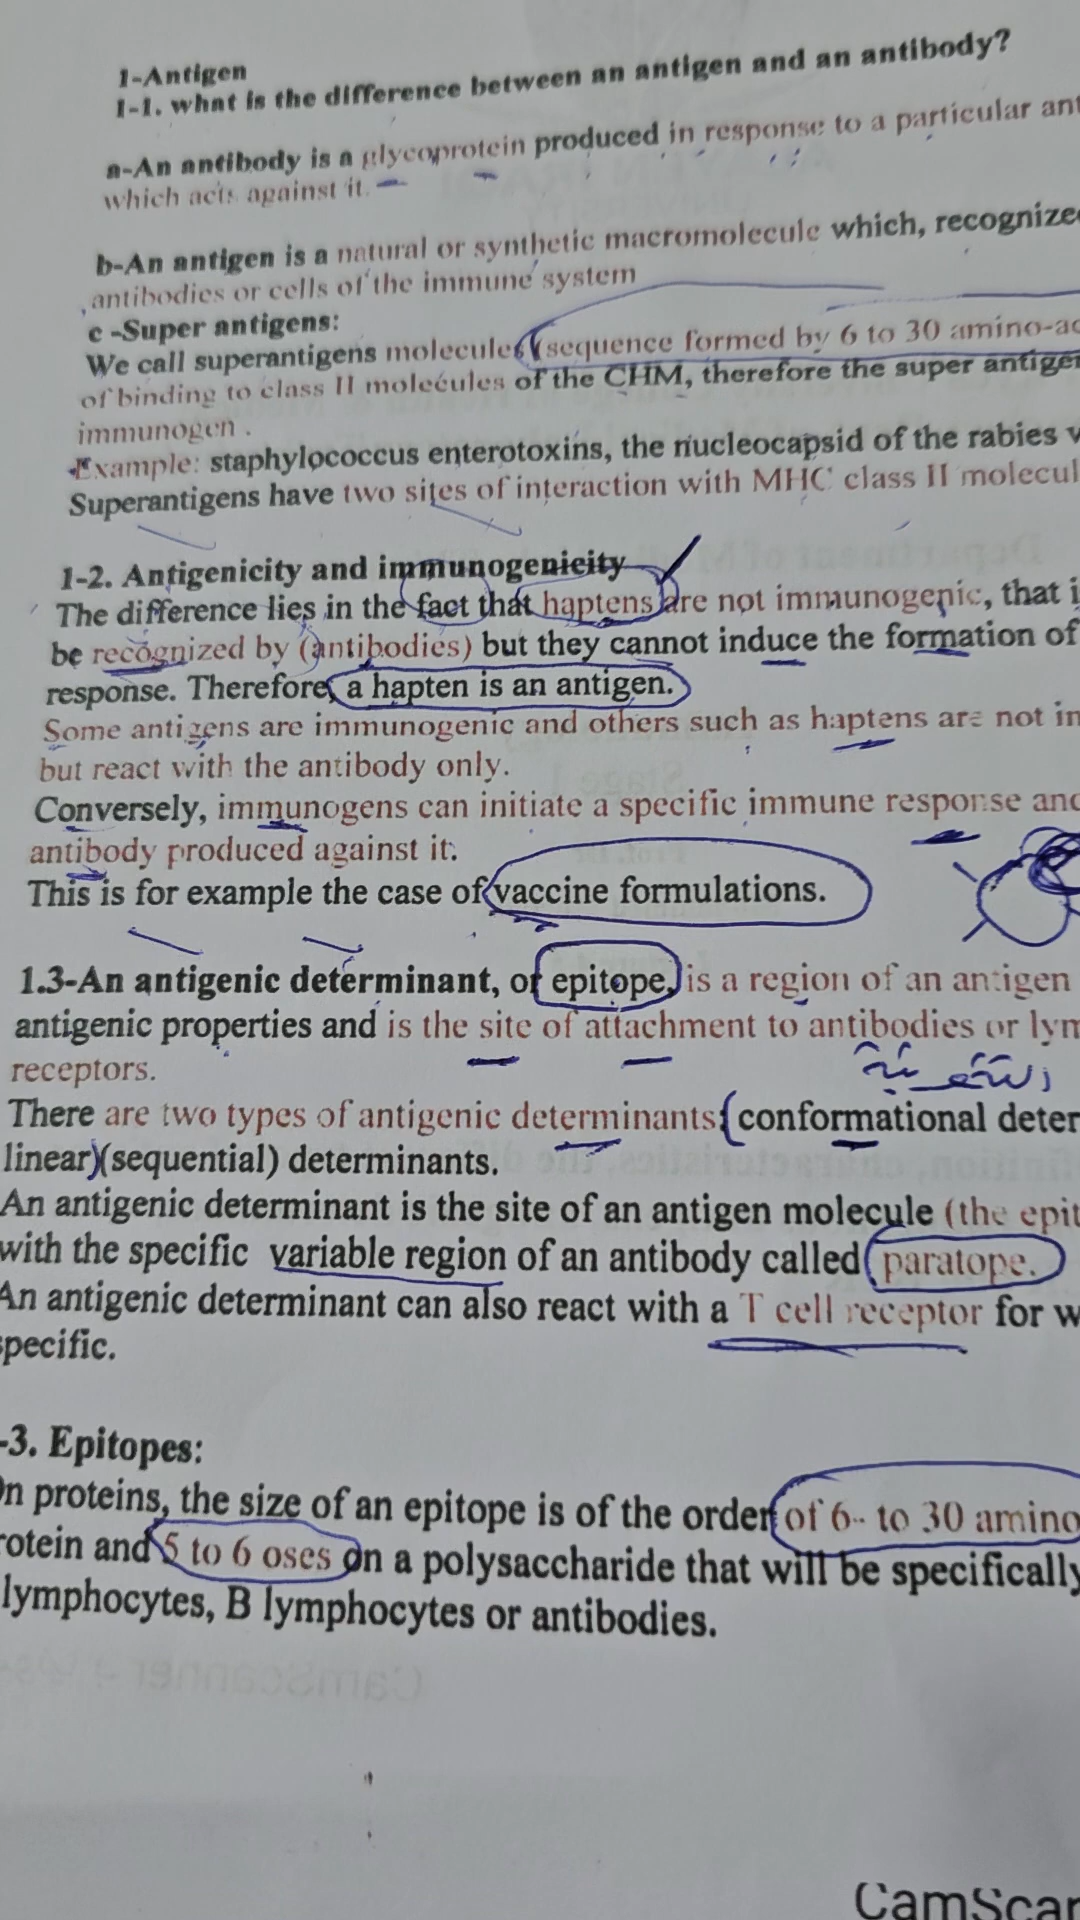 1-Antigen
1-1. what is the difference between an antigen and an antibody?
a-An antibody is a glycoprotein produced in response to a particular ant
which acts against it.
b-An antigen is a natural or synthetic macromolecule which, recognize
antibodies or cells of the immune system
c -Super antigens:
We call superantigens molecules (sequence formed by 6 to 30 amino-ac
of binding to class II molecules of the CHM, therefore the super antige
immunogen .
Example: staphylococcus enterotoxins, the nucleocapsid of the rabies v
Superantigens have two sites of interaction with MHC class II molecul
1-2. Antigenicity and immunogenicity
The difference lies in the fact that haptens are not immunogenic, that i
be recognized by (antibodies) but they cannot induce the formation of
response. Therefore, a hapten is an antigen.
Some antigens are immunogenic and others such as haptens are not im
but react with the antibody only.
Conversely, immunogens can initiate a specific immune response and
antibody produced against it.
This is for example the case of vaccine formulations.
1.3-An antigenic determinant, or epitope, is a region of an antigen
antigenic properties and is the site of attachment to antibodies or lym
receptors.
There are two types of antigenic determinants: (conformational deter
linear) (sequential) determinants.
An antigenic determinant is the site of an antigen molecule (the epit
with the specific variable region of an antibody called paratope.
An antigenic determinant can also react with a T cell receptor for w
specific.
-3. Epitopes:
On proteins, the size of an epitope is of the order of 6- to 30 amino
rotein and 5 to 6 oses on a polysaccharide that will be specifically
lymphocytes, B lymphocytes or antibodies.
CamScan